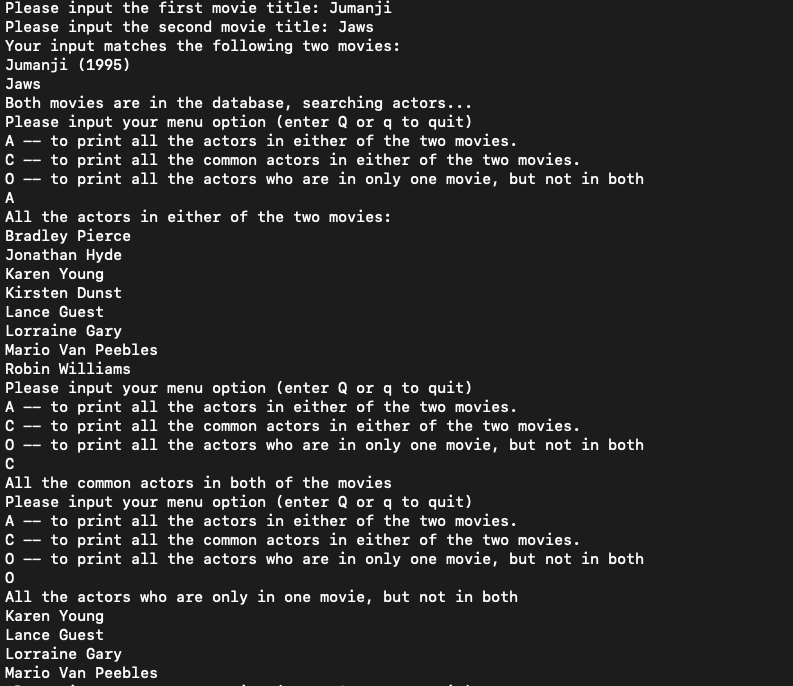 Please input the first movie title: Jumanji
Please input the second movie title: Jaws
Your input matches the following two movies:
Jumanji (1995)
Jaws
Both movies are in the database, searching actors...
Please input your menu option (enter Q or q to quit)
A -- to print all the actors in either of the two movies.
C -- to print all the common actors in either of the two movies.
O -- to print all the actors who are in only one movie, but not in both
A
All the actors in either of the two movies:
Bradley Pierce
Jonathan Hyde
Karen Young
Kirsten Dunst
Lance Guest
Lorraine Gary
Mario Van Peebles
Robin Williams
Please input your menu option (enter Q or q to quit)
A -- to print all the actors in either of the two movies.
C -- to print all the common actors in either of the two movies.
O -- to print all the actors who are in only one movie, but not in both
C
All the common actors in both of the movies
Please input your menu option (enter Q or q to quit)
A -- to print all the actors in either of the two movies.
C -- to print all the common actors in either of the two movies.
O -- to print all the actors who are in only one movie, but not in both
O
All the actors who are only in one movie, but not in both
Karen Young
Lance Guest
Lorraine Gary
Mario Van Peebles